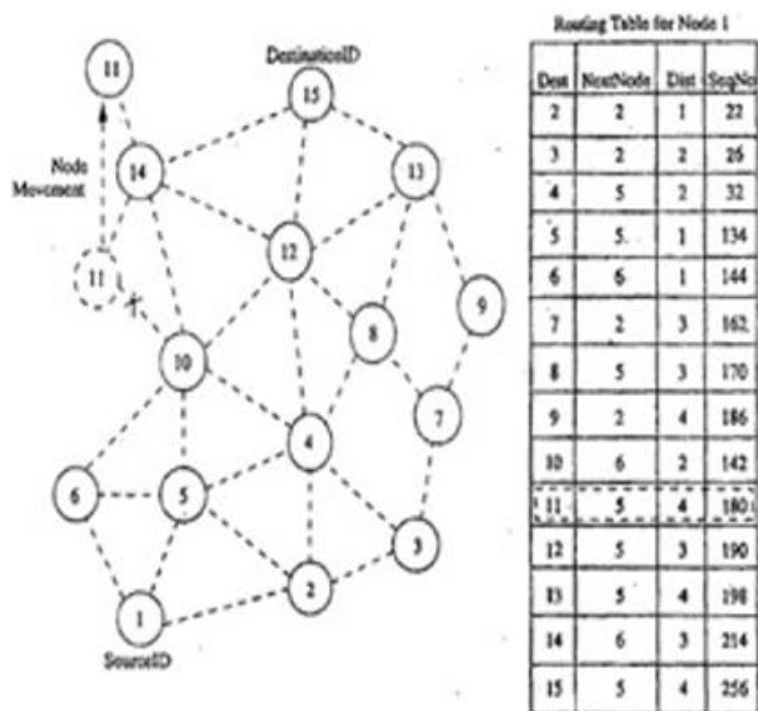 Routing Table for Node 1
11
DestinationID
15
Node
Movement
14
13
11
12
9
8
10
7
4
6
5
3
2
1
SourceID
Dest NextNode Dist SeqNo
2 2 1 22
3 2 2 26
4 5 2 32
5 5 1 134
6 6 1 144
7 2 3 162
8 5 3 170
9 2 4 186
10 6 2 142
11 5 4 180
12 5 3 190
13 5 4 198
14 6 3 214
15 5 4 256